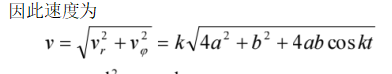 因此速度为
v = √(v_r² + v_φ²) = k√(4a² + b² + 4ab cos kt)